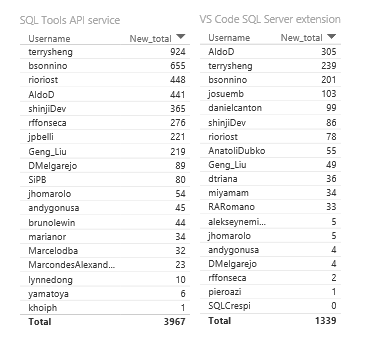 SQL Tools API service
Username New_total
terrysheng 924
bsonnino 655
rioriost 448
AldoD 441
shinjiDev 365
rffonseca 276
jpbelli 221
Geng_Liu 219
DMelgarejo 89
SiPB 80
jhomarolo 54
andygonusa 45
brunolewin 44
marianor 34
Marcelodba 32
MarcondesAlexand... 23
lynnedong 10
yamatoya 6
khoiph 1
Total 3967
VS Code SQL Server extension
Username New_total
AldoD 305
terrysheng 239
bsonnino 201
josuemb 103
danielcanton 99
shinjiDev 86
rioriost 78
AnatoliDubko 55
Geng_Liu 49
dtriana 36
miyamam 34
RARomano 33
alekseynemi... 5
jhomarolo 5
andygonusa 4
DMelgarejo 4
rffonseca 2
pieroazi 1
SQLCrespi 0
Total 1339